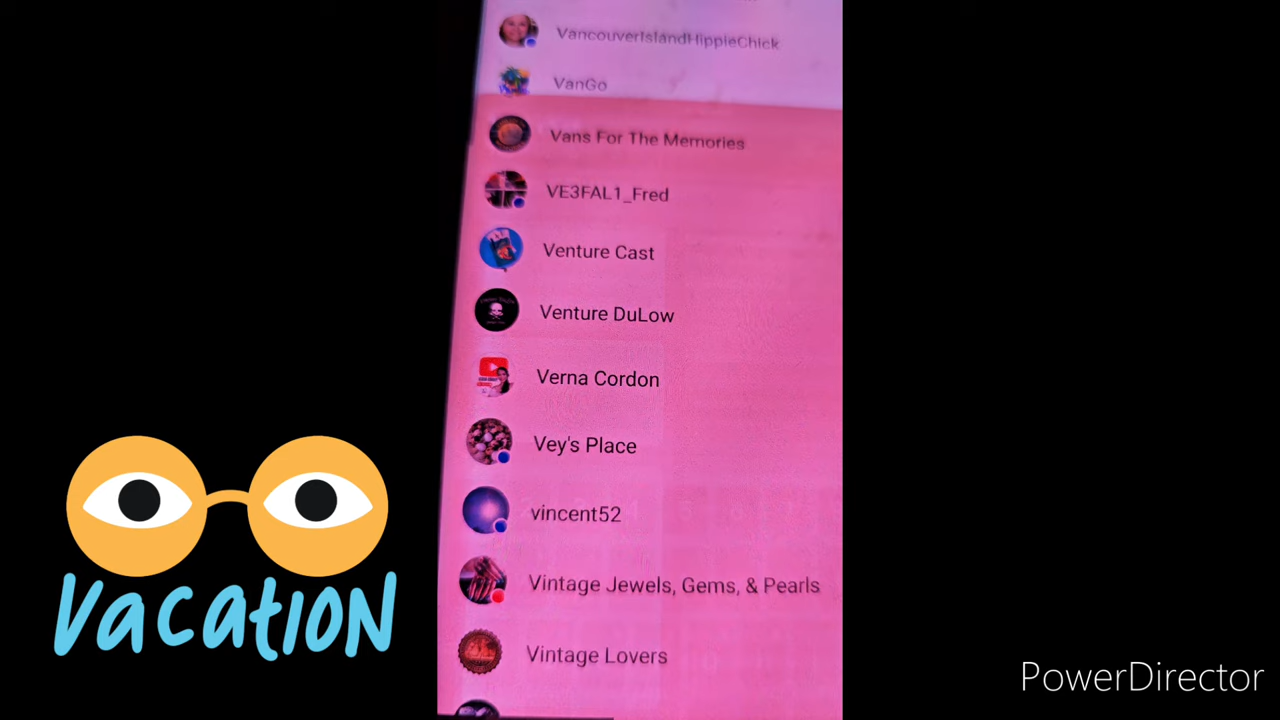 VancouverIslandHippieChick
VanGo
Vans For The Memories
VE3FAL1_Fred
Venture Cast
Venture DuLow
Verna Cordon
Vey's Place
vincent52
Vintage Jewels, Gems, & Pearls
Vintage Lovers
Vacation
PowerDirector